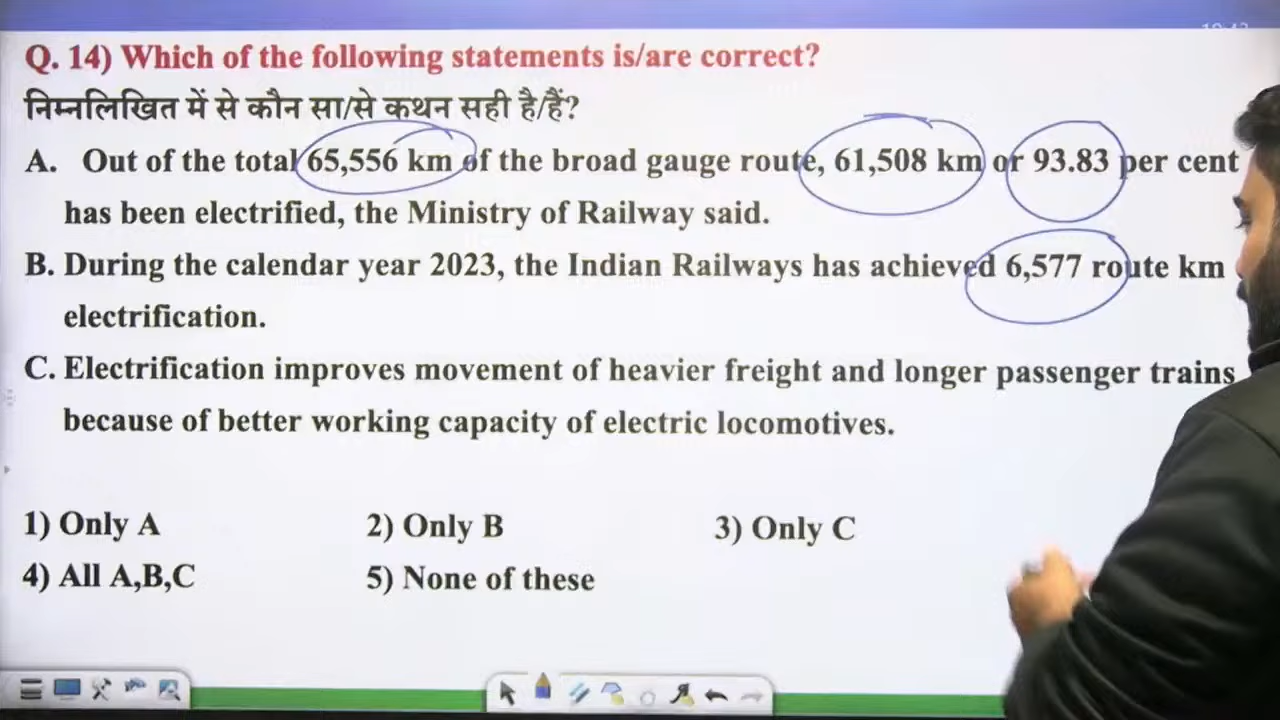 Q. 14) Which of the following statements is/are correct?
निम्नलिखित में से कौन सा/से कथन सही है/हैं?
A. Out of the total 65,556 km of the broad gauge route, 61,508 km or 93.83 per cent
has been electrified, the Ministry of Railway said.
B. During the calendar year 2023, the Indian Railways has achieved 6,577 route km
electrification.
C. Electrification improves movement of heavier freight and longer passenger trains
because of better working capacity of electric locomotives.
1) Only A 2) Only B 3) Only C
4) All A,B,C 5) None of these